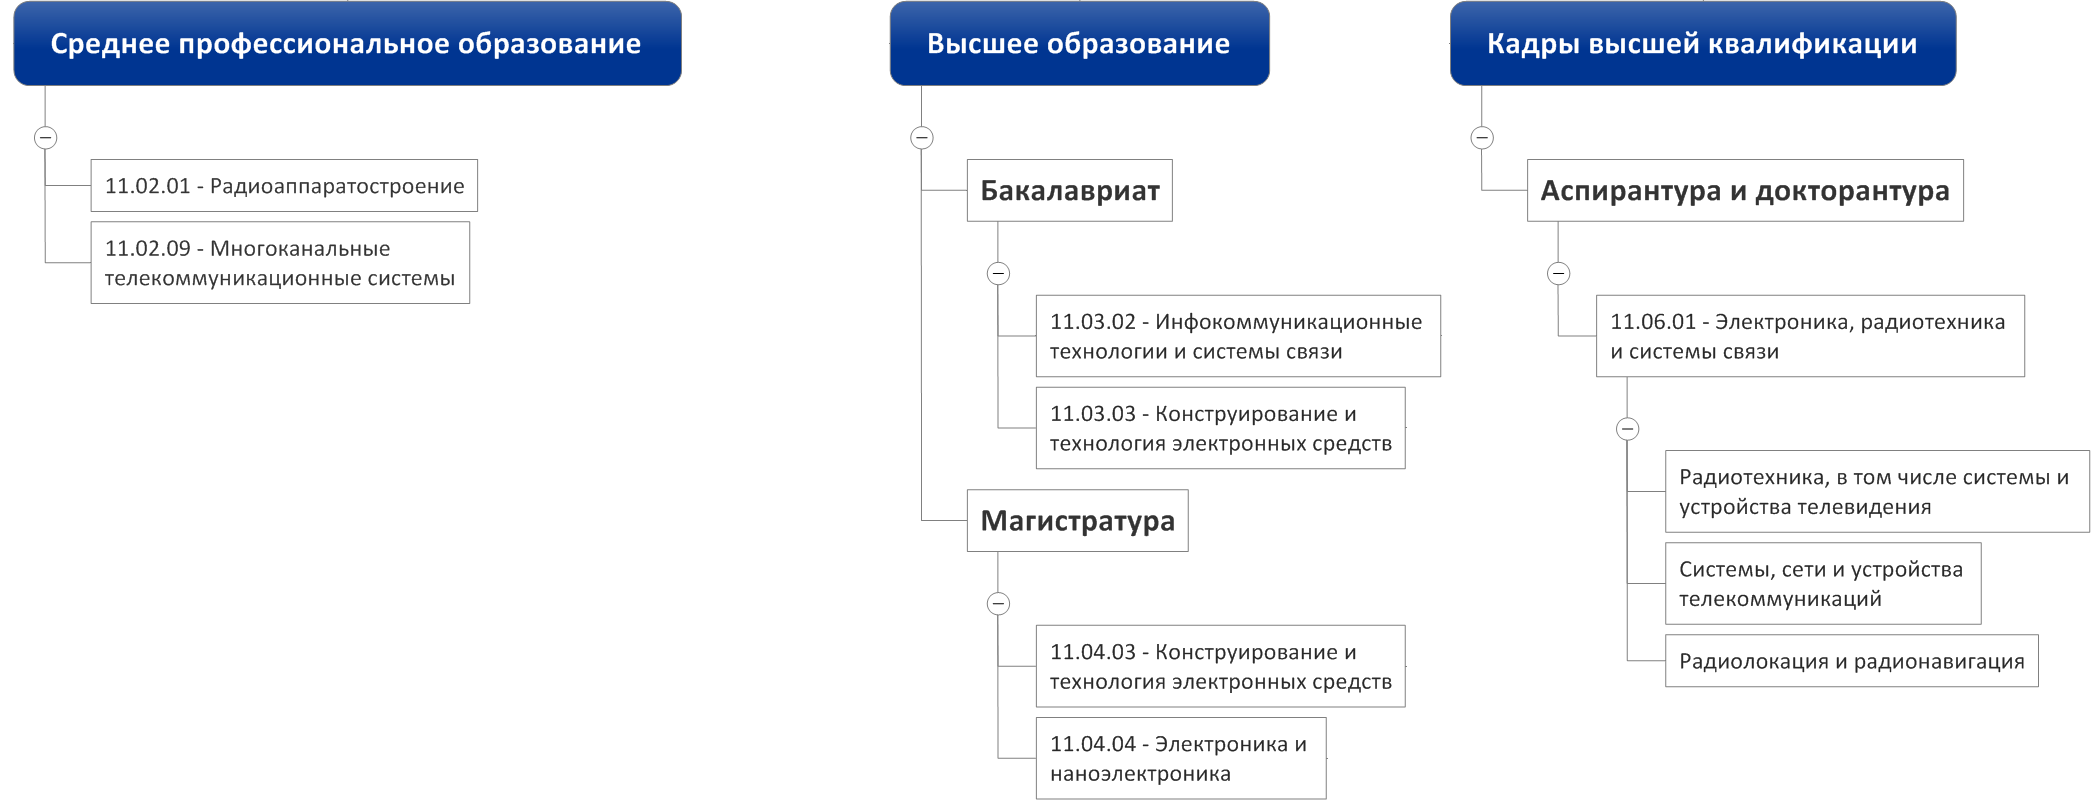 Среднее профессиональное образование
11.02.01 - Радиоаппаратостроение
11.02.09 - Многоканальные
телекоммуникационные системы
Высшее образование
Бакалавриат
11.03.02 - Инфокоммуникационные
технологии и системы связи
11.03.03 - Конструирование и
технология электронных средств
Магистратура
11.04.03 - Конструирование и
технология электронных средств
11.04.04 - Электроника и
наноэлектроника
Кадры высшей квалификации
Аспирантура и докторантура
11.06.01 - Электроника, радиотехника
и системы связи
Радиотехника, в том числе системы и
устройства телевидения
Системы, сети и устройства
телекоммуникаций
Радиолокация и радионавигация